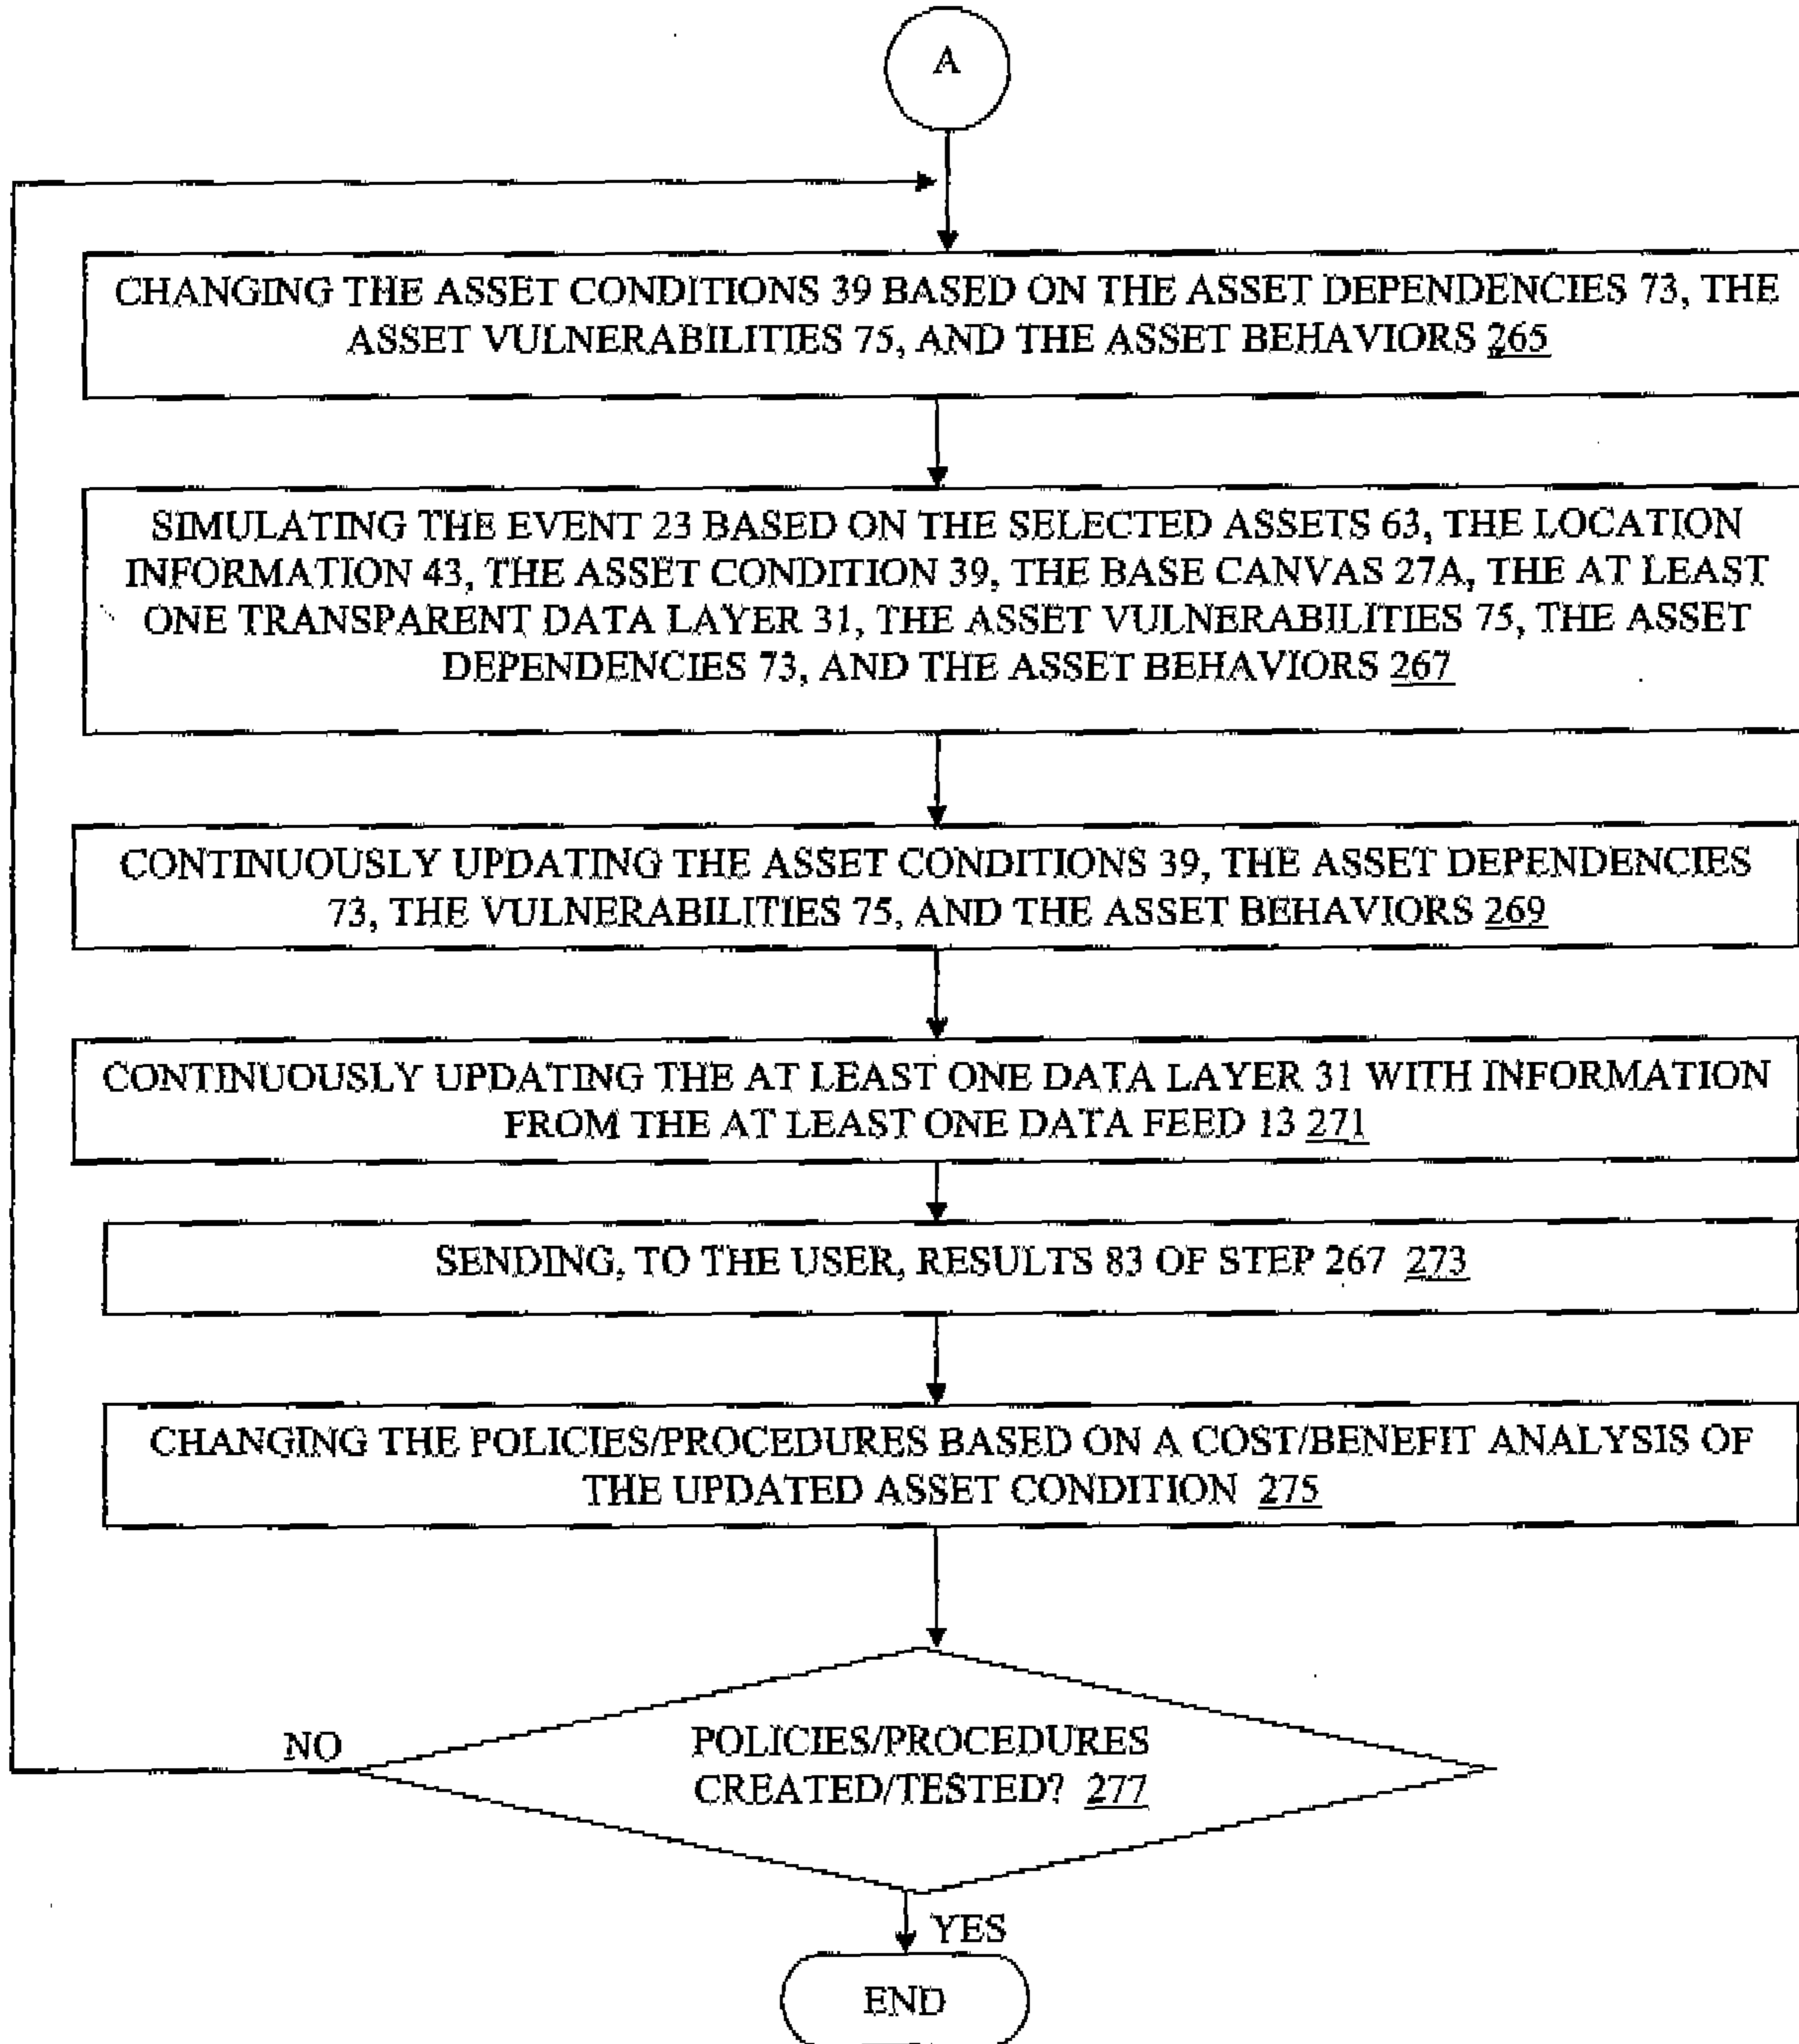 A
CHANGING THE ASSET CONDITIONS 39 BASED ON THE ASSET DEPENDENCIES 73, THE
ASSET VULNERABILITIES 75, AND THE ASSET BEHAVIORS 265
SIMULATING THE EVENT 23 BASED ON THE SELECTED ASSETS 63, THE LOCATION
INFORMATION 43, THE ASSET CONDITION 39, THE BASE CANVAS 27A, THE AT LEAST
ONE TRANSPARENT DATA LAYER 31, THE ASSET VULNERABILITIES 75, THE ASSET
DEPENDENCIES 73, AND THE ASSET BEHAVIORS 267
CONTINUOUSLY UPDATING THE ASSET CONDITIONS 39, THE ASSET DEPENDENCIES
73, THE VULNERABILITIES 75, AND THE ASSET BEHAVIORS 269
CONTINUOUSLY UPDATING THE AT LEAST ONE DATA LAYER 31 WITH INFORMATION
FROM THE AT LEAST ONE DATA FEED 13 271
SENDING, TO THE USER, RESULTS 83 OF STEP 267 273
CHANGING THE POLICIES/PROCEDURES BASED ON A COST/BENEFIT ANALYSIS OF
THE UPDATED ASSET CONDITION 275
NO
POLICIES/PROCEDURES
CREATED/TESTED? 277
YES
END